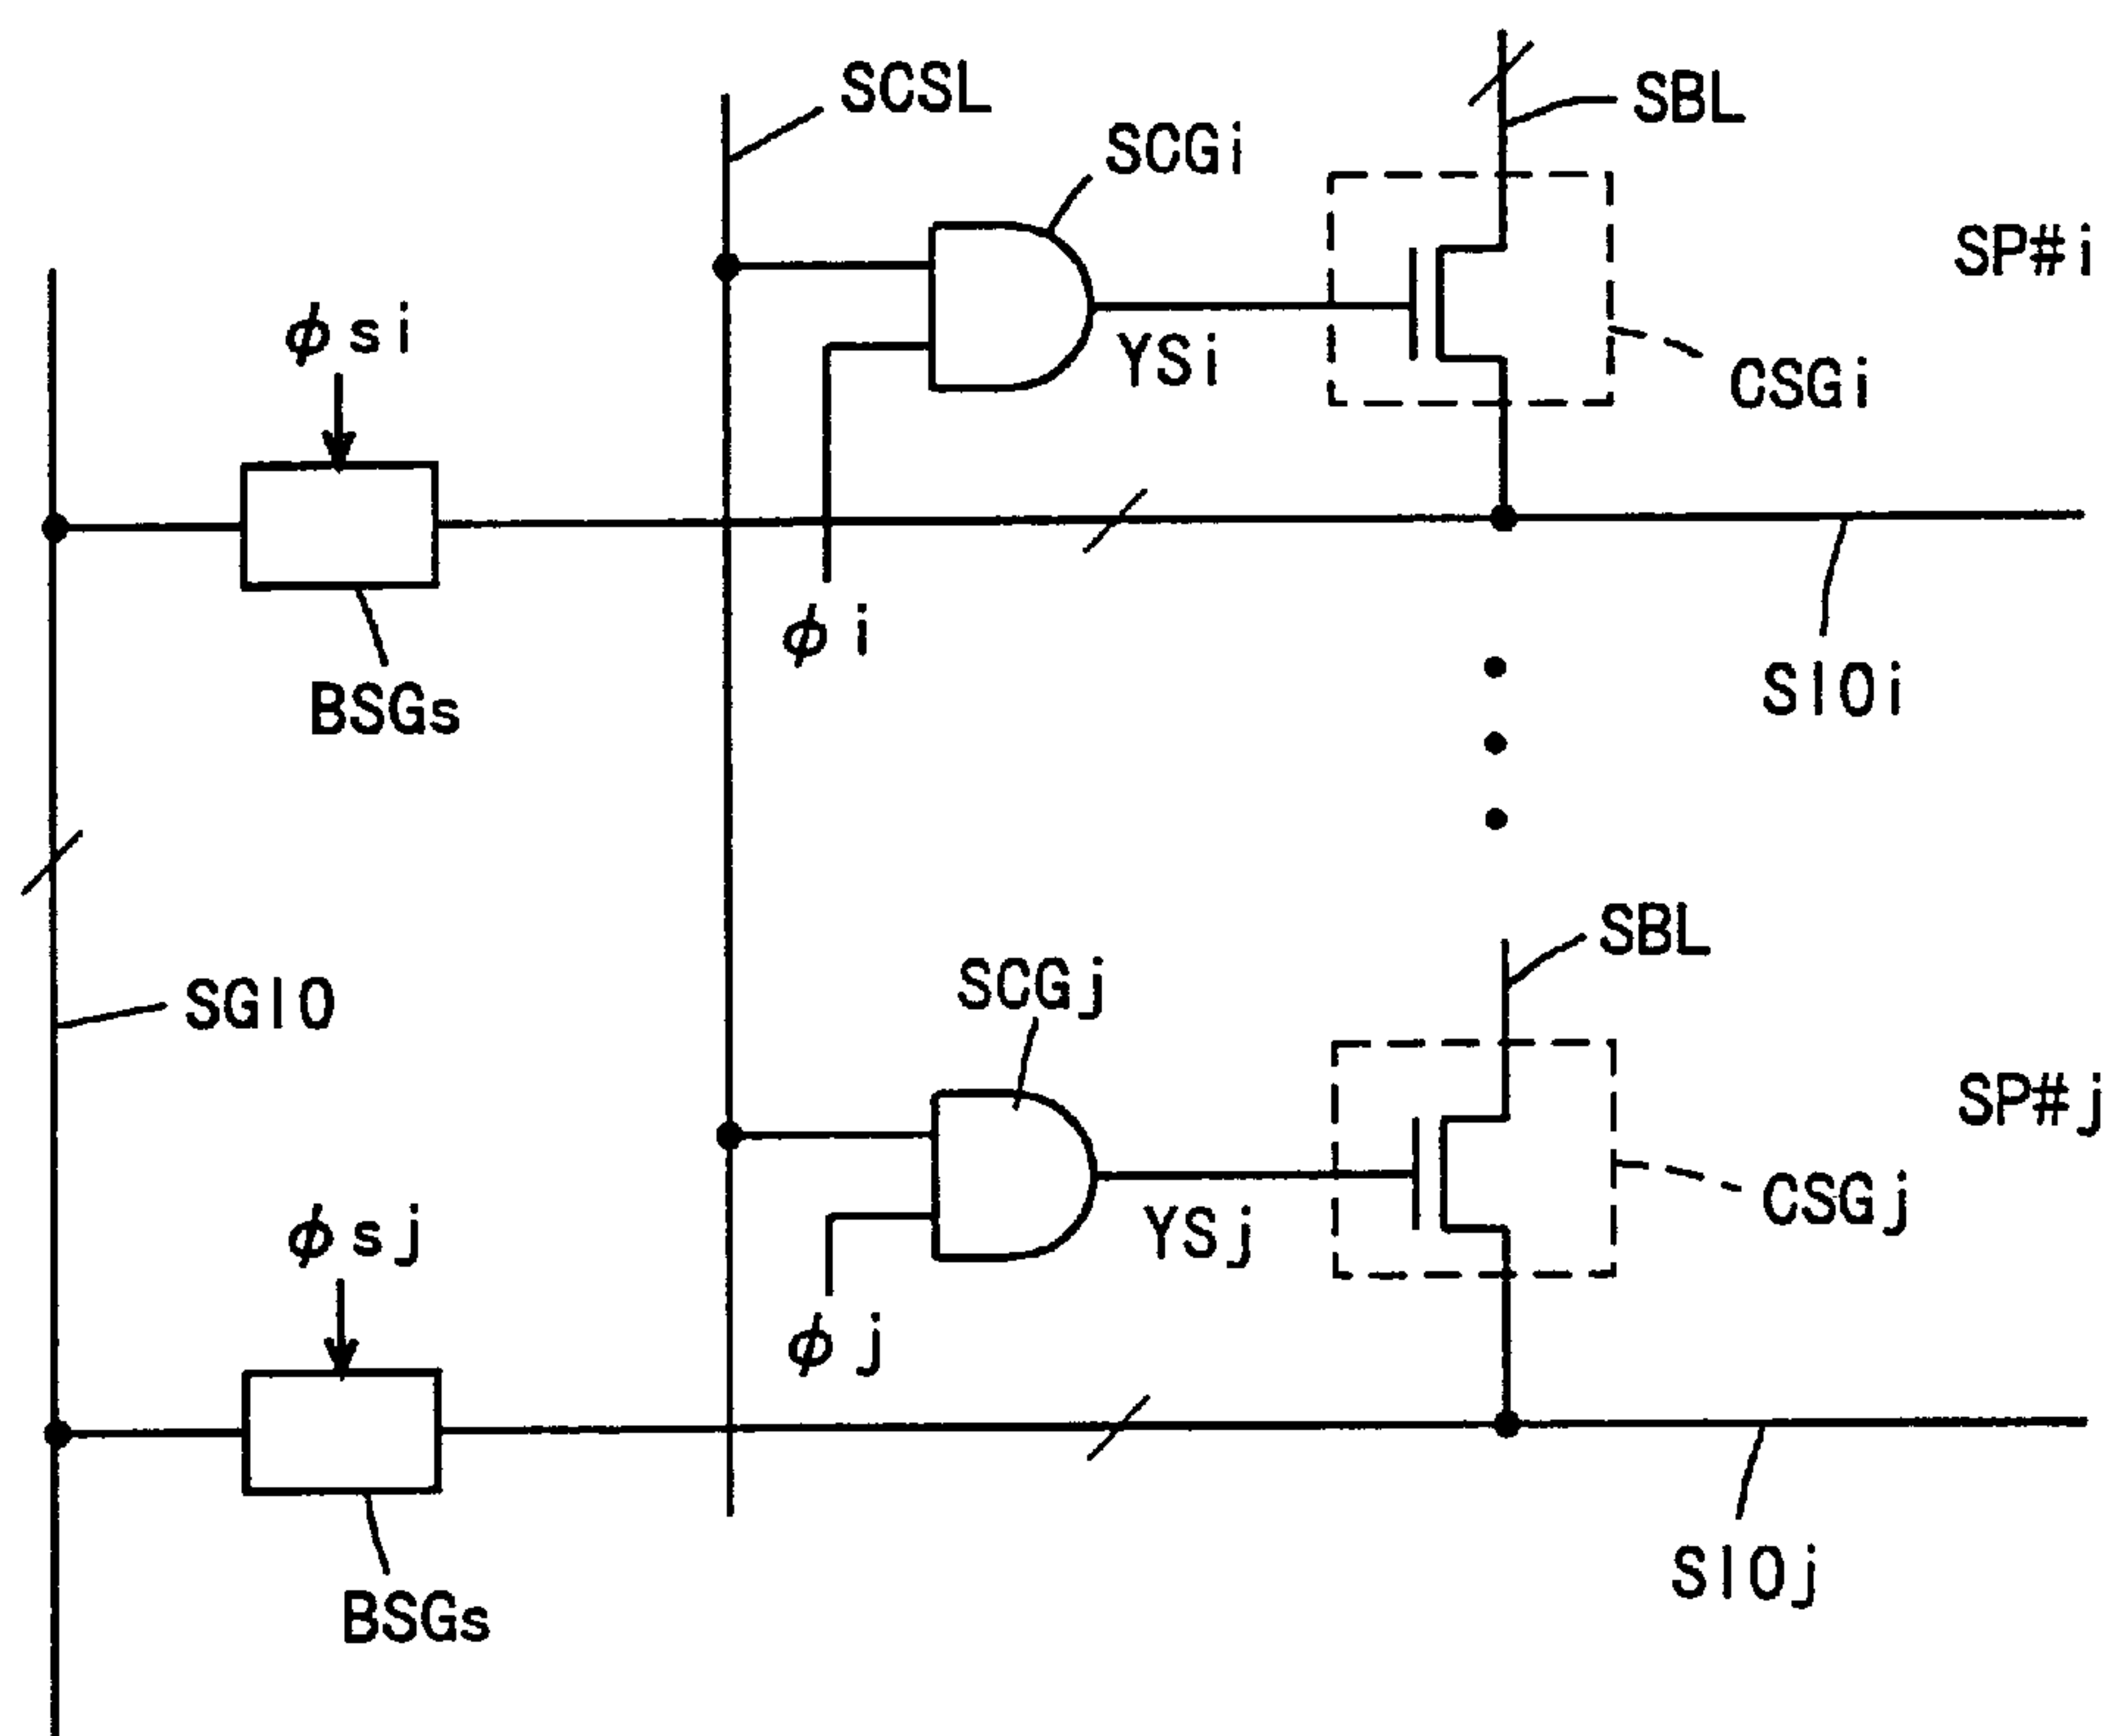 SCSL
SBL
SCGi
SP#i
φsi
YSi
CSGi
φi
SIOi
BSGs
SBL
SCGj
SGIO
SP#j
CSGj
φsj
YSj
φj
SIOj
BSGs